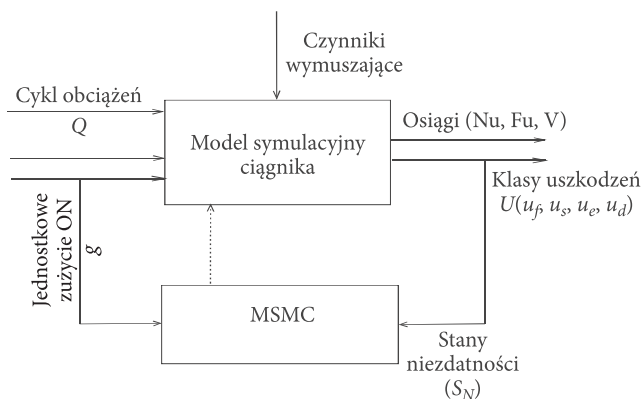 Czynniki
wymuszające
Cykl obciążeń
Q
Model symulacyjny
ciągnika
Osiągi (Nu, Fu, V)
Klasy uszkodzeń
U(u_f, u_s, u_e, u_d)
Jednostkowe
zużycie ON
g
MSMC
Stany
niezdatności
(S_N)